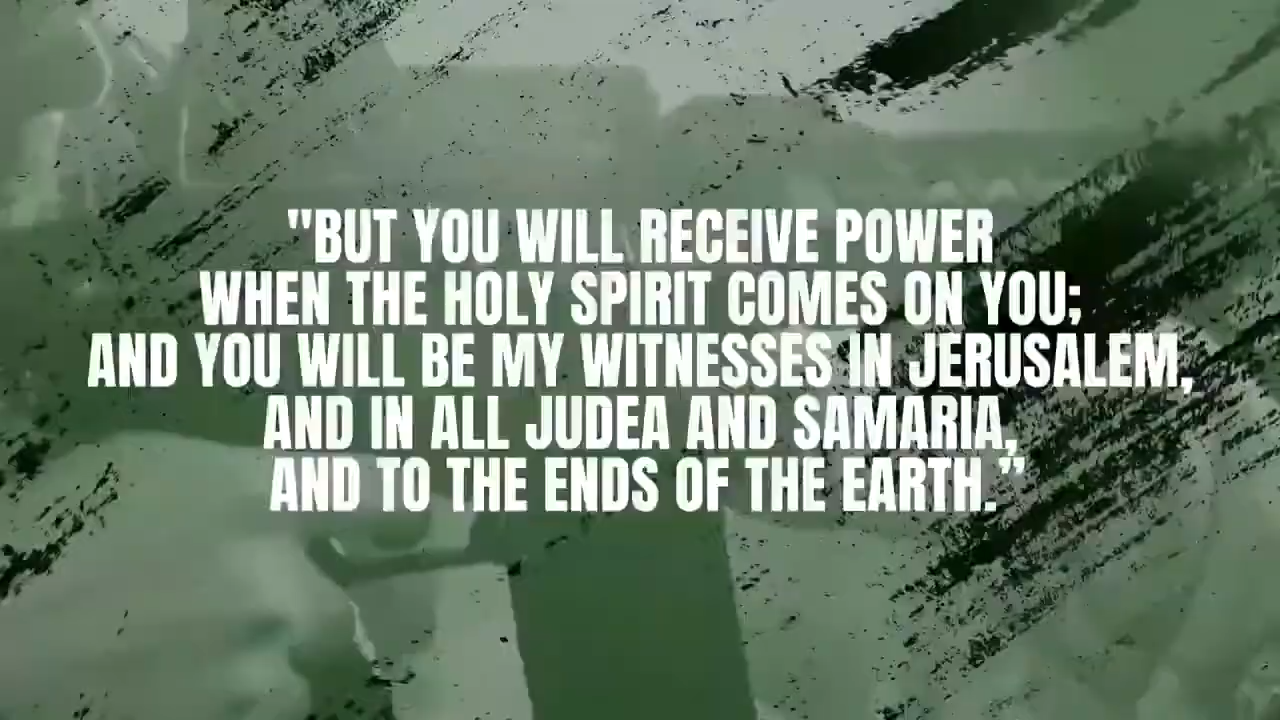 "BUT YOU WILL RECEIVE POWER
WHEN THE HOLY SPIRIT COMES ON YOU;
AND YOU WILL BE MY WITNESSES IN JERUSALEM,
AND IN ALL JUDEA AND SAMARIA,
AND TO THE ENDS OF THE EARTH.”